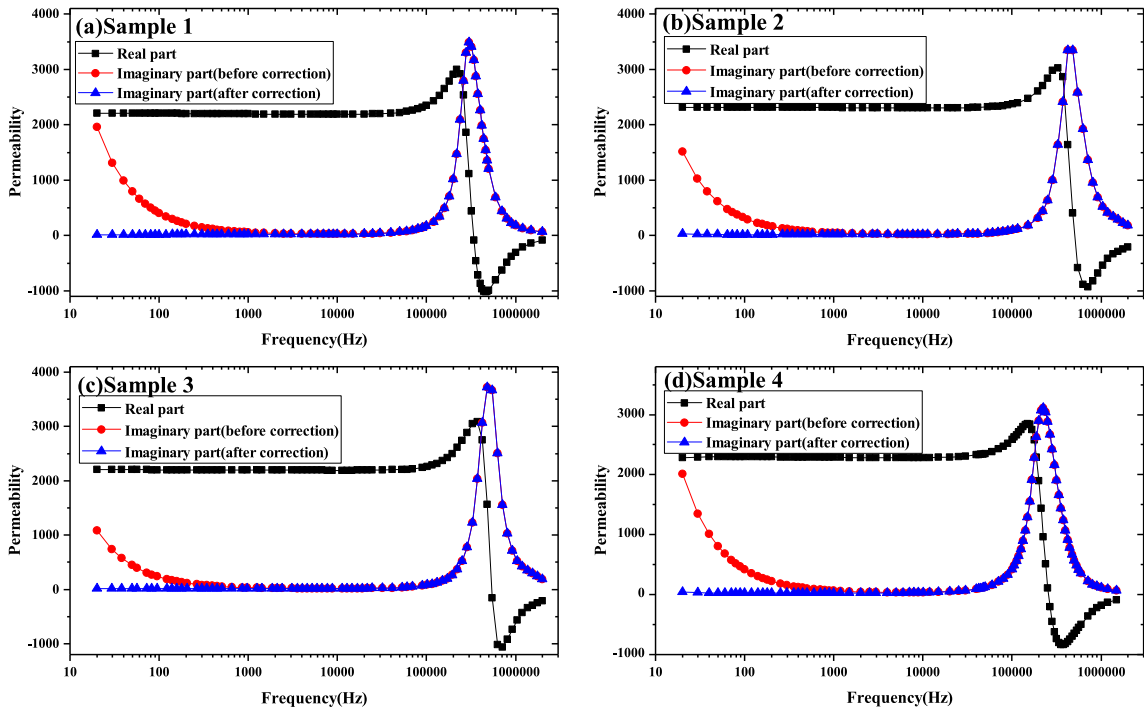 (a)Sample 1
Real part
Imaginary part(before correction)
Imaginary part(after correction)
4000
3000
2000
1000
0
-1000
Permeability
10 100 1000 10000 100000 1000000
Frequency(Hz)
(b)Sample 2
Real part
Imaginary part(before correction)
Imaginary part(after correction)
4000
3000
2000
1000
0
-1000
Permeability
10 100 1000 10000 100000 1000000
Frequency(Hz)
(c)Sample 3
Real part
Imaginary part(before correction)
Imaginary part(after correction)
4000
3000
2000
1000
0
-1000
Permeability
10 100 1000 10000 100000 1000000
Frequency(Hz)
(d)Sample 4
Real part
Imaginary part(before correction)
Imaginary part(after correction)
3000
2000
1000
0
-1000
Permeability
10 100 1000 10000 100000 1000000
Frequency(Hz)